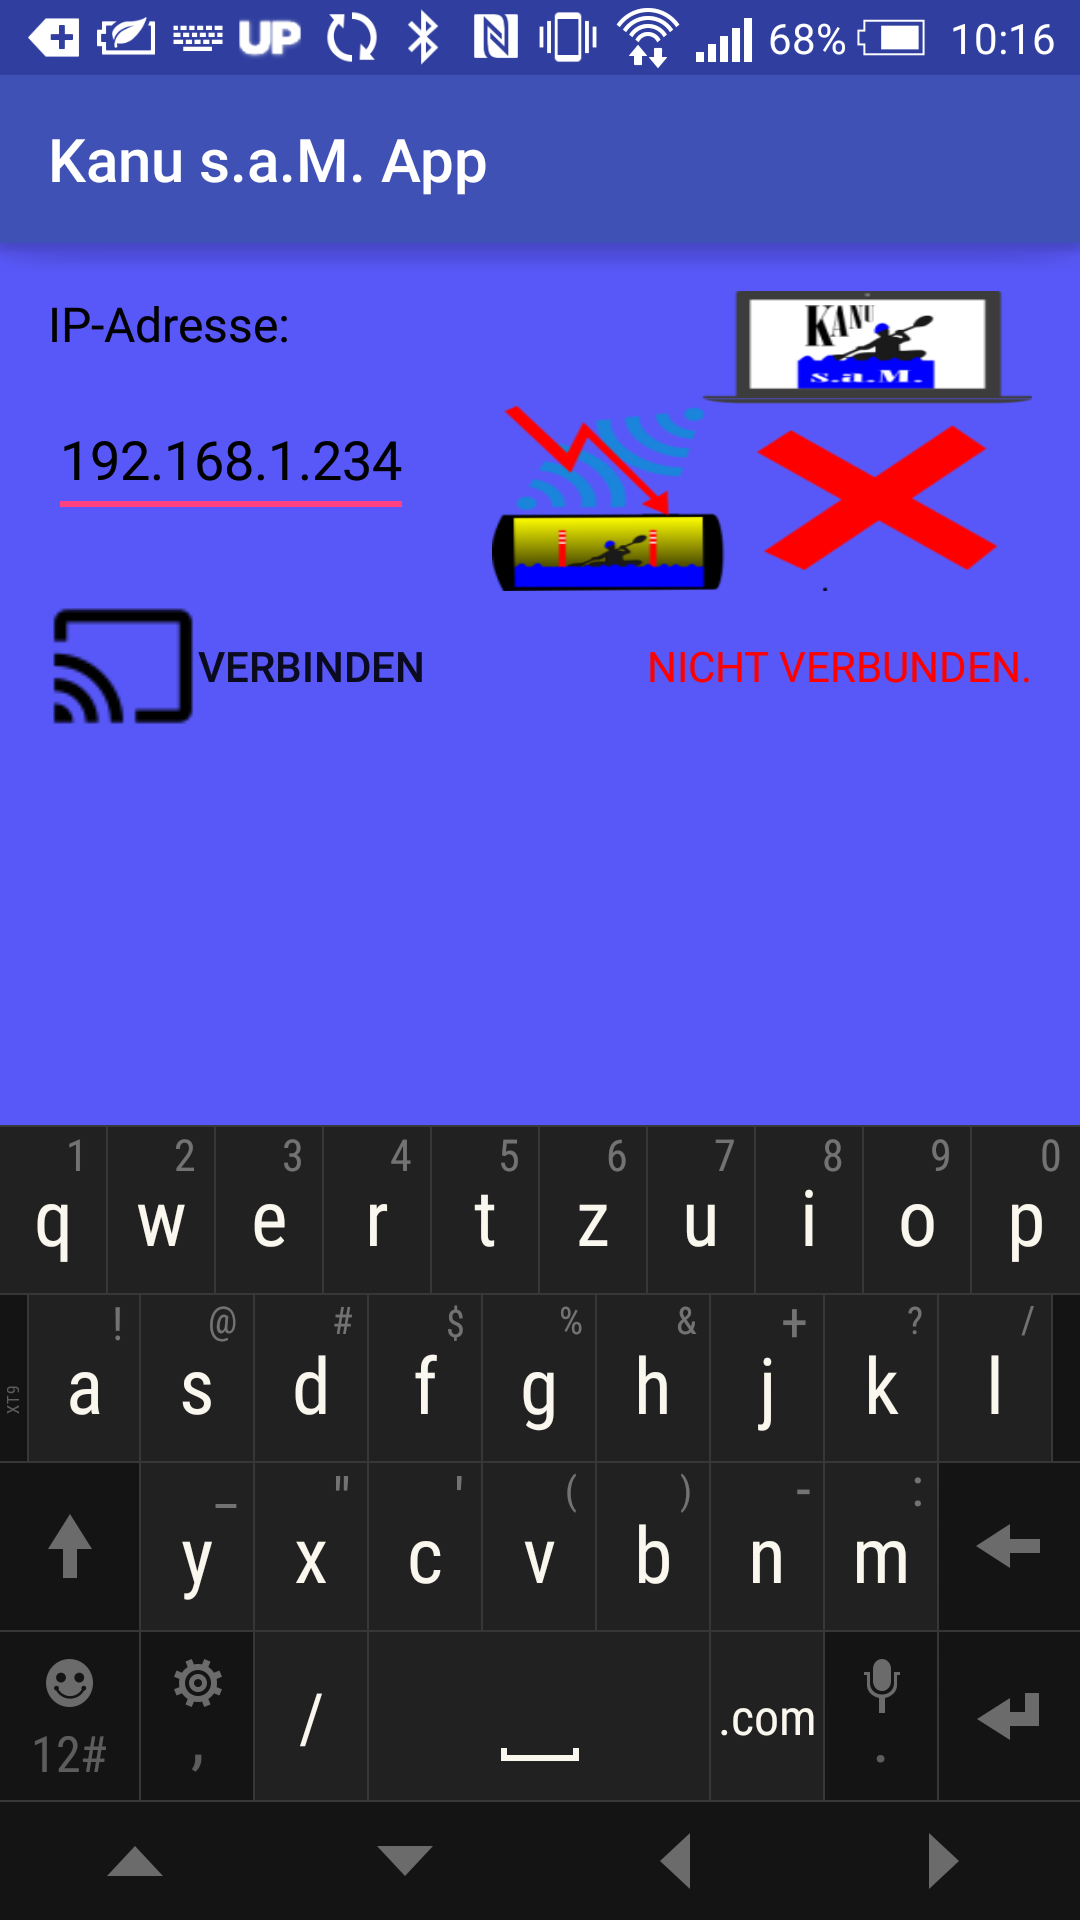 UP 68% 10:16
Kanu s.a.M. App
IP-Adresse:
KANU
s.a.M.
192.168.1.234
VERBINDEN NICHT VERBUNDEN.
1 2 3 4 5 6 7 8 9 0
q w e r t z u i o p
! @ # $ % & + ? /
XT9 a s d f g h j k l
_ " ' ( ) - :
y x c v b n m
12# , / .com .